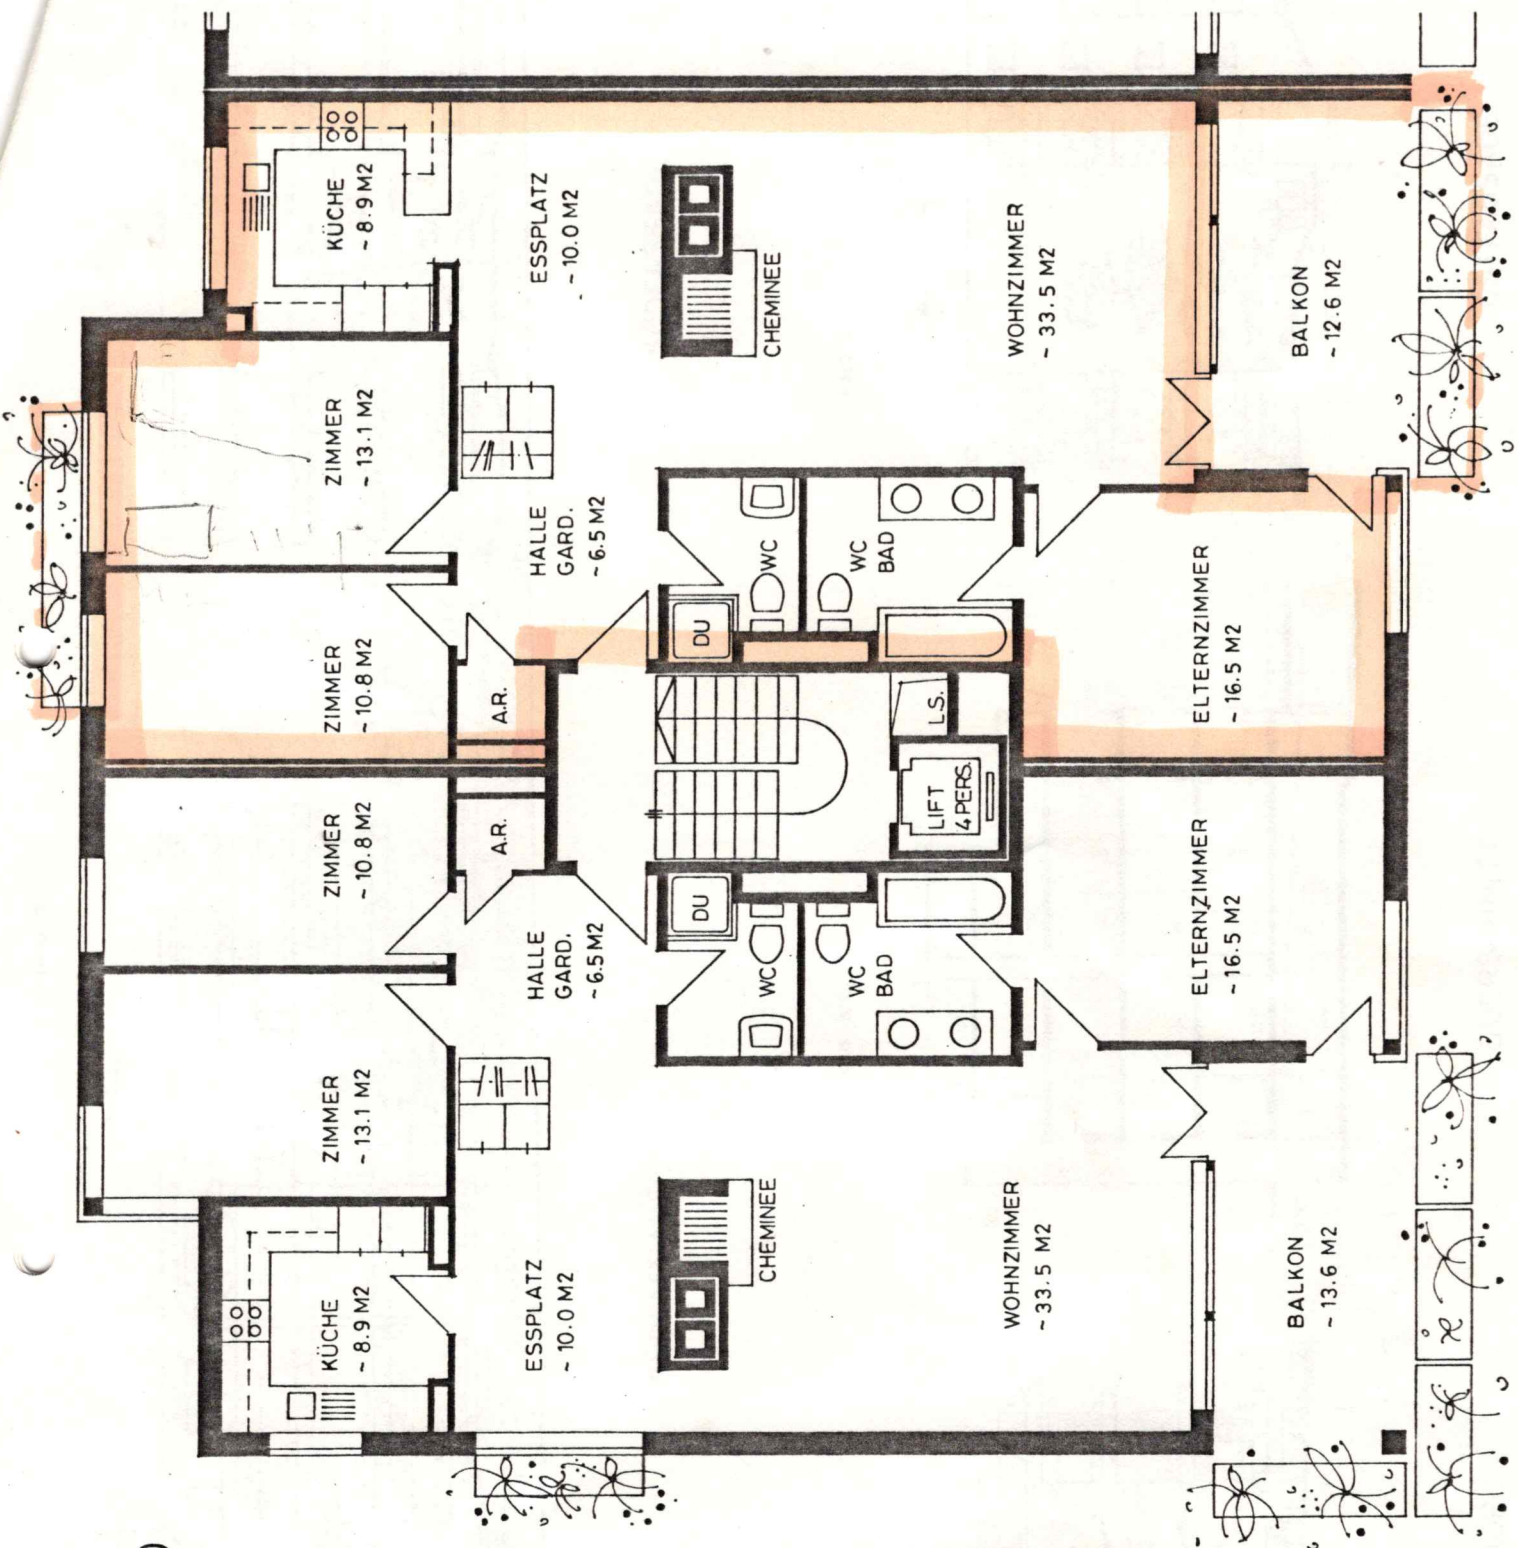 KÜCHE
~ 8.9 M2
ESSPLATZ
~ 10.0 M2
CHEMINEE
WOHNZIMMER
~ 33.5 M2
BALKON
~ 12.6 M2
ZIMMER
~ 13.1 M2
HALLE
GARD.
~ 6.5 M2
WC
WC
BAD
DU
ELTERNZIMMER
~ 16.5 M2
ZIMMER
~ 10.8 M2
A.R.
L.S.
LIFT
4 PERS.
ZIMMER
~ 10.8 M2
A.R.
DU
HALLE
GARD.
~ 6.5 M2
WC
WC
BAD
ELTERNZIMMER
~ 16.5 M2
ZIMMER
~ 13.1 M2
KÜCHE
~ 8.9 M2
ESSPLATZ
~ 10.0 M2
CHEMINEE
WOHNZIMMER
~ 33.5 M2
BALKON
~ 13.6 M2